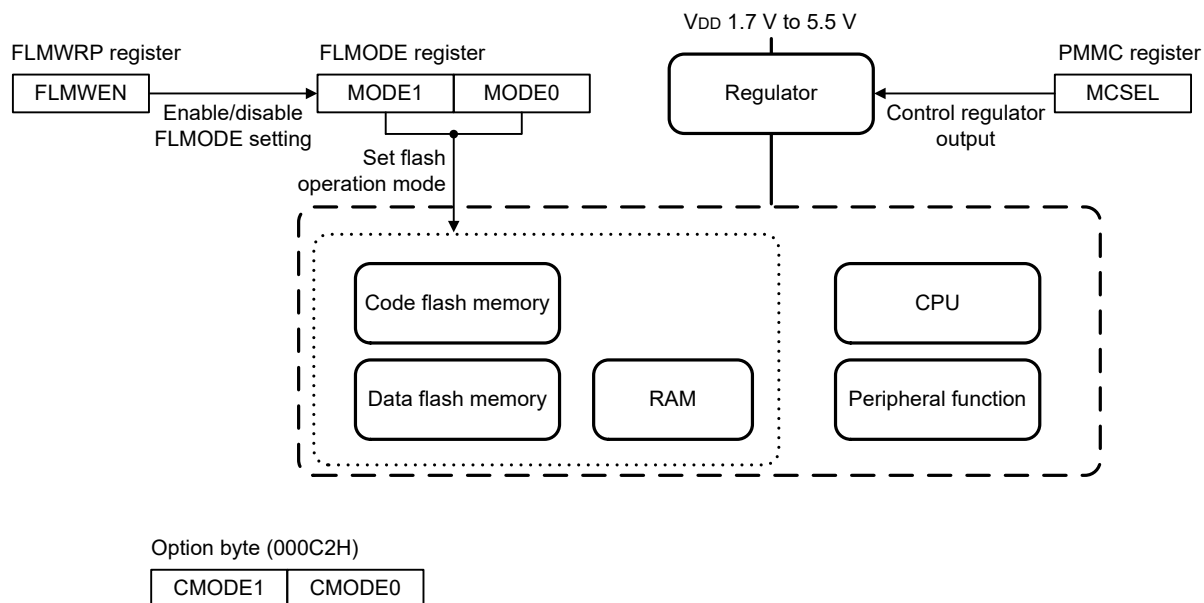 VDD 1.7 V to 5.5 V
FLMWRP register
FLMODE register
PMMC register
FLMWEN
MODE1
MODE0
Regulator
MCSEL
Enable/disable
FLMODE setting
Control regulator
output
Set flash
operation mode
Code flash memory
CPU
Data flash memory
RAM
Peripheral function
Option byte (000C2H)
CMODE1
CMODE0